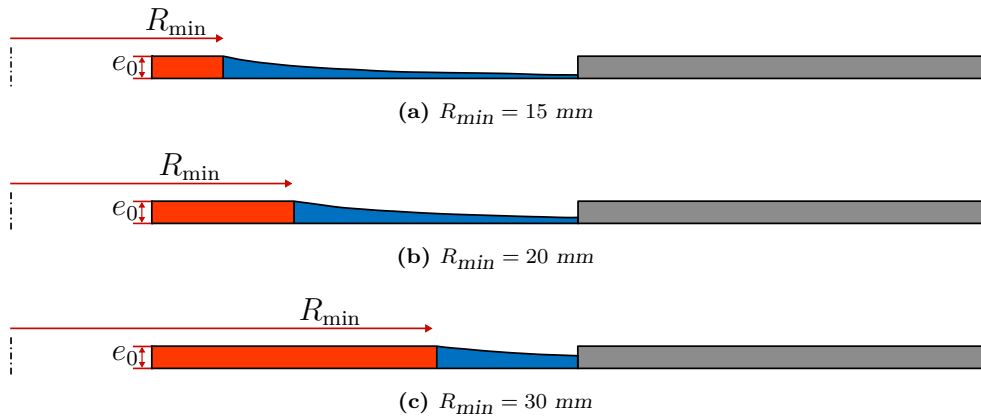 R_min
e_0
(a) R_min = 15 mm
R_min
e_0
(b) R_min = 20 mm
R_min
e_0
(c) R_min = 30 mm